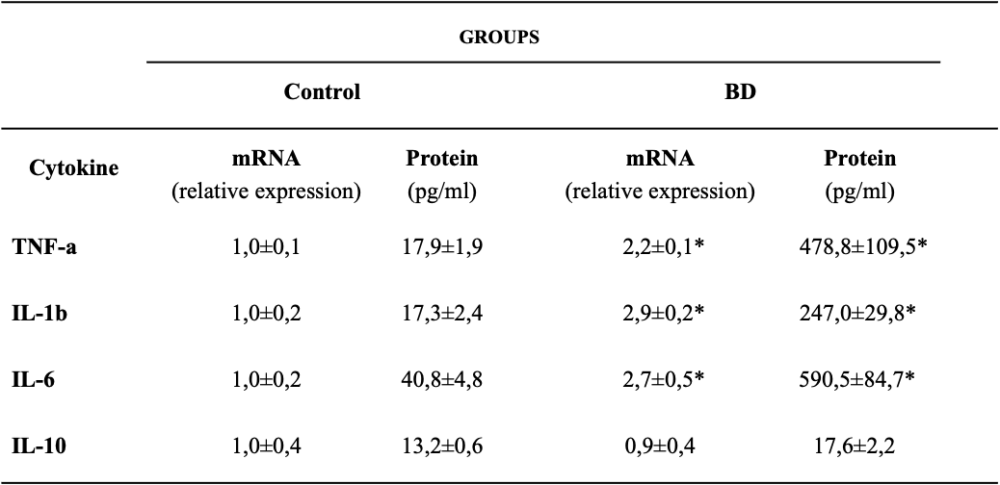 GROUPS
Control BD
Cytokine mRNA (relative expression) Protein (pg/ml) mRNA (relative expression) Protein (pg/ml)
TNF-a 1,0±0,1 17,9±1,9 2,2±0,1* 478,8±109,5*
IL-1b 1,0±0,2 17,3±2,4 2,9±0,2* 247,0±29,8*
IL-6 1,0±0,2 40,8±4,8 2,7±0,5* 590,5±84,7*
IL-10 1,0±0,4 13,2±0,6 0,9±0,4 17,6±2,2